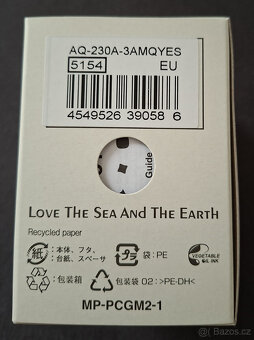 AQ-230A-3AMQYES
5154 EU
4549526 39058 6
Guide
LOVE THE SEA AND THE EARTH
Recycled paper
紙 : 本体、フタ、台紙、スペーサ
プラ 袋:PE
VEGETABLE OIL INK
包装箱
包装袋 02:>PE-DH<
MP-PCGM2-1
Bazoš.cz